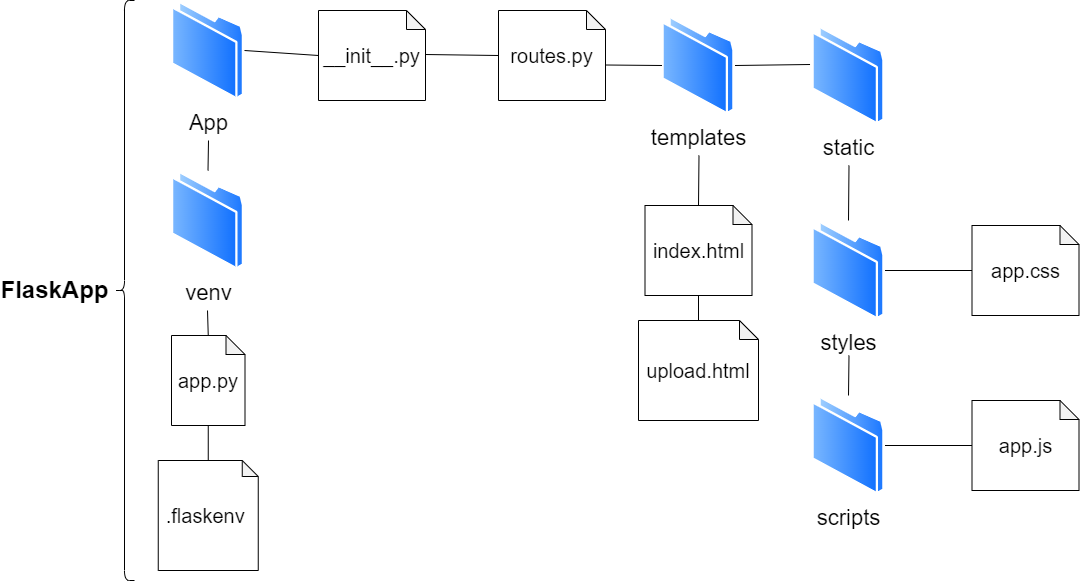 __init__.py
routes.py
App
templates
static
index.html
app.css
FlaskApp
venv
styles
app.py
upload.html
app.js
.flaskenv
scripts